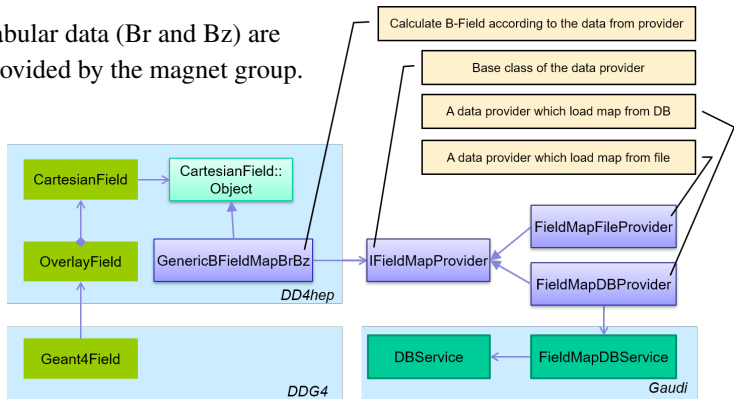 Calculate B-Field according to the data from provider
abular data (Br and Bz) are
ovided by the magnet group.
Base class of the data provider
A data provider which load map from DB
A data provider which load map from file
CartesianField
CartesianField::
Object
FieldMapFileProvider
OverlayField
GenericBFieldMapBrBz
IFieldMapProvider
FieldMapDBProvider
DD4hep
Geant4Field
DBService
FieldMapDBService
DDG4
Gaudi